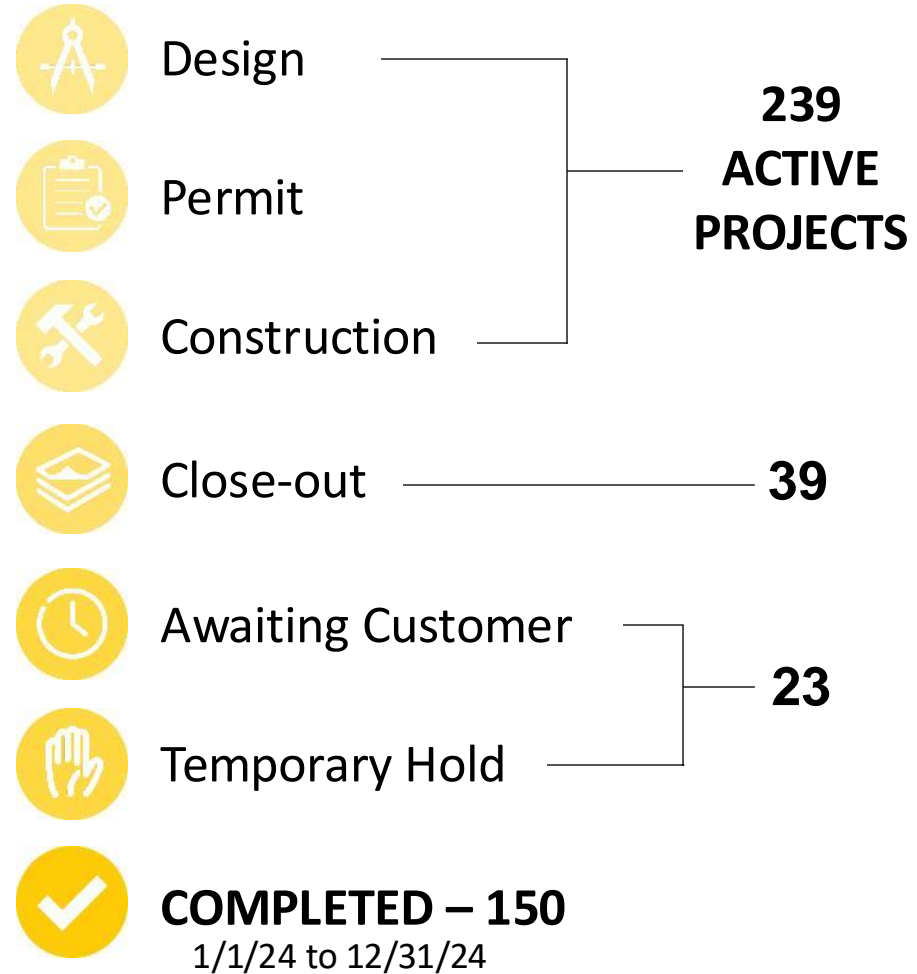 Design
239
ACTIVE
PROJECTS
Permit
Construction
Close-out
39
Awaiting Customer
23
Temporary Hold
COMPLETED – 150
1/1/24 to 12/31/24